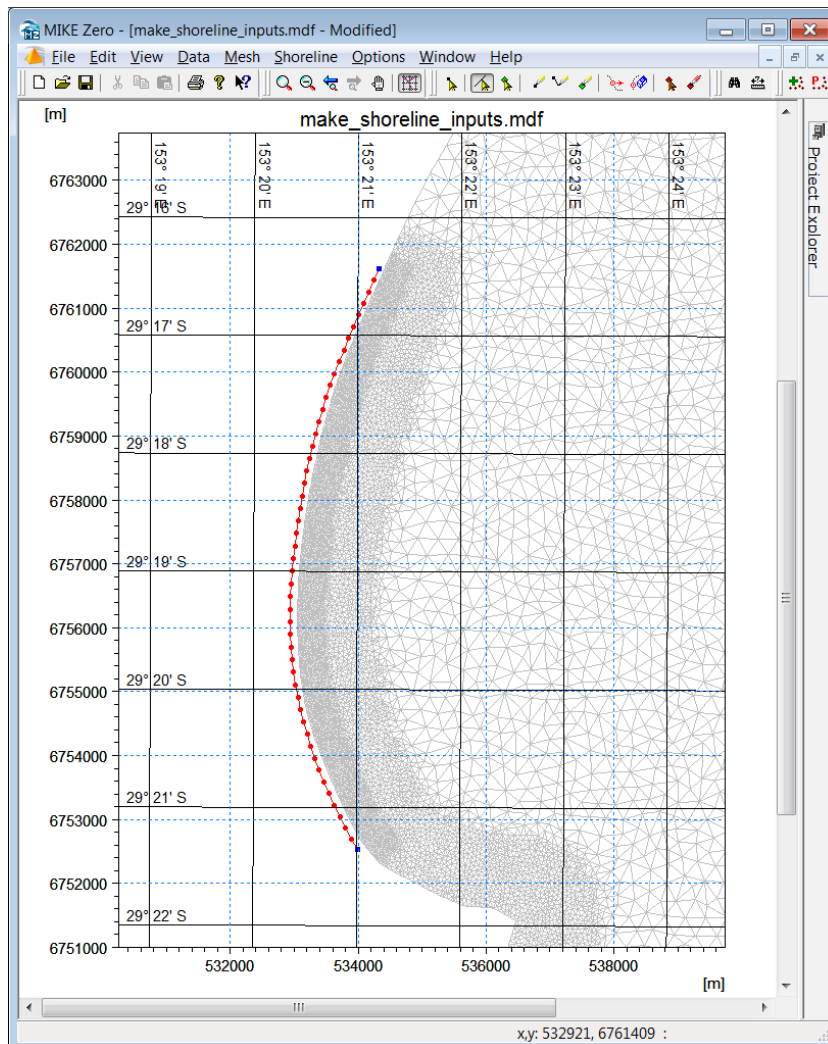 MIKE Zero - [make_shoreline_inputs.mdf - Modified]
File Edit View Data Mesh Shoreline Options Window Help
[m]
make_shoreline_inputs.mdf
153° 19' E
153° 20' E
153° 21' E
153° 22' E
153° 23' E
153° 24' E
Project Explorer
6763000
29° 16' S
6762000
6761000
29° 17' S
6760000
6759000
29° 18' S
6758000
6757000
29° 19' S
6756000
29° 20' S
6755000
6754000
29° 21' S
6753000
6752000
29° 22' S
6751000
532000 534000 536000 538000
[m]
x,y: 532921, 6761409 :